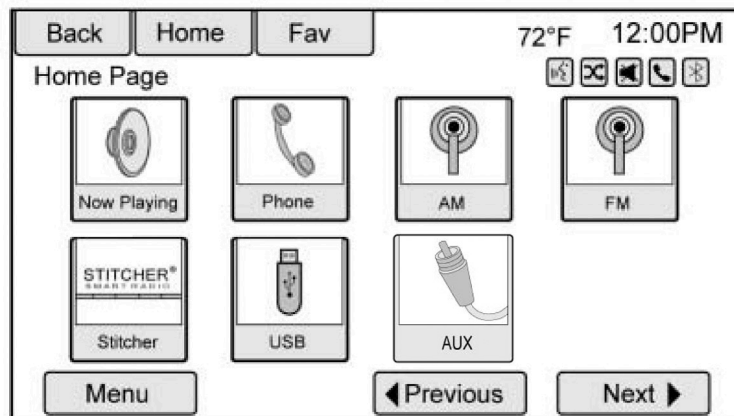 Back Home Fav 72°F 12:00PM
Home Page
Now Playing Phone AM FM
STITCHER®
SMART RADIO
Stitcher USB AUX
Menu Previous Next